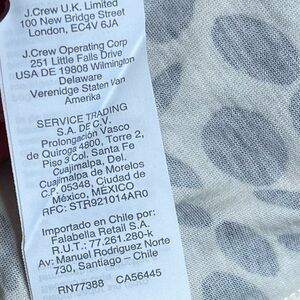 J.Crew U.K. Limited
100 New Bridge Street
London, EC4V 6JA
J.Crew Operating Corp
251 Little Falls Drive
USA DE 19808 Wilmington
Delaware
Verenidge Staten Van
Amerika
SERVICE TRADING
S.A. DE C.V.
Prolongación Vasco
de Quiroga 4800, Torre 2,
Piso 3 Col. Santa Fe
Cuajimalpa, Del.
Cuajimalpa de Morelos
C.P. 05348, Ciudad de
México, MÉXICO
RFC: STR921014AR0
Importado en Chile por:
Falabella Retail S.A.
R.U.T.: 77.261.280-k
Av: Manuel Rodriguez Norte
730, Santiago - Chile
RN77388 CA56445